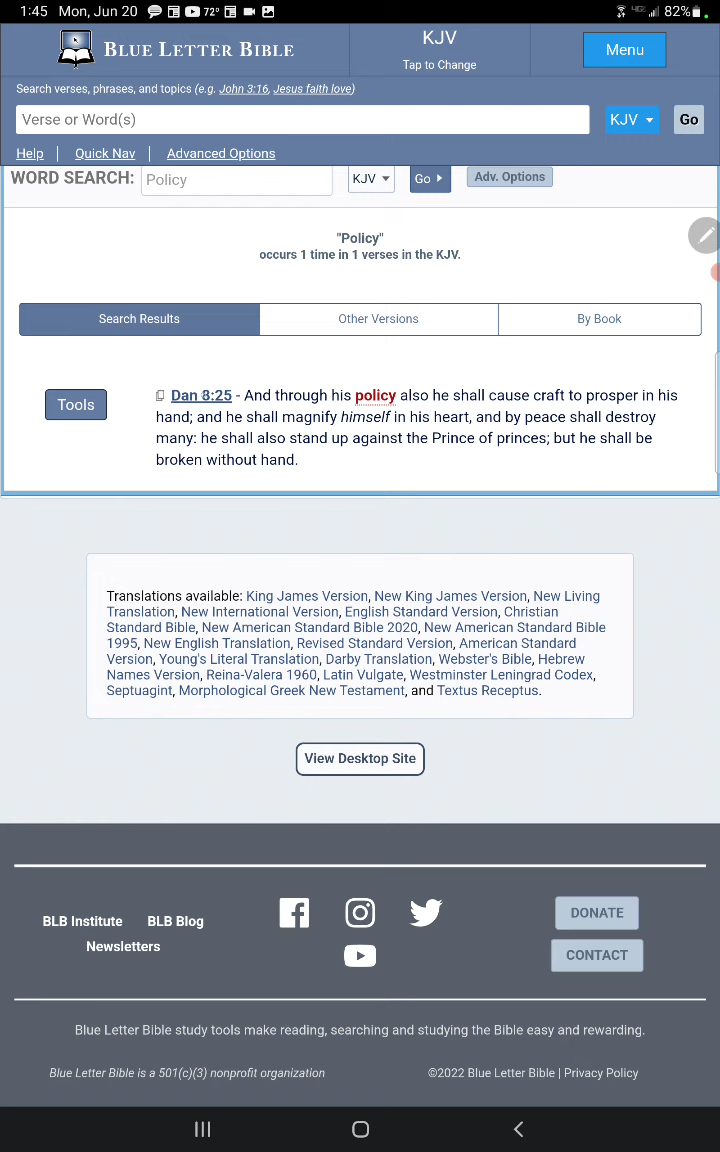 1:45 Mon, Jun 20 72° 82%
BLUE LETTER BIBLE
KJV
Tap to Change
Menu
Search verses, phrases, and topics (e.g. John 3:16, Jesus faith love)
Verse or Word(s) KJV Go
Help | Quick Nav | Advanced Options
WORD SEARCH: Policy KJV Go Adv. Options
"Policy"
occurs 1 time in 1 verses in the KJV.
Search Results Other Versions By Book
Tools
Dan 8:25 - And through his policy also he shall cause craft to prosper in his
hand; and he shall magnify himself in his heart, and by peace shall destroy
many: he shall also stand up against the Prince of princes; but he shall be
broken without hand.
Translations available: King James Version, New King James Version, New Living
Translation, New International Version, English Standard Version, Christian
Standard Bible, New American Standard Bible 2020, New American Standard Bible
1995, New English Translation, Revised Standard Version, American Standard
Version, Young's Literal Translation, Darby Translation, Webster's Bible, Hebrew
Names Version, Reina-Valera 1960, Latin Vulgate, Westminster Leningrad Codex,
Septuagint, Morphological Greek New Testament, and Textus Receptus.
View Desktop Site
BLB Institute BLB Blog
Newsletters
DONATE
CONTACT
Blue Letter Bible study tools make reading, searching and studying the Bible easy and rewarding.
Blue Letter Bible is a 501(c)(3) nonprofit organization
©2022 Blue Letter Bible | Privacy Policy